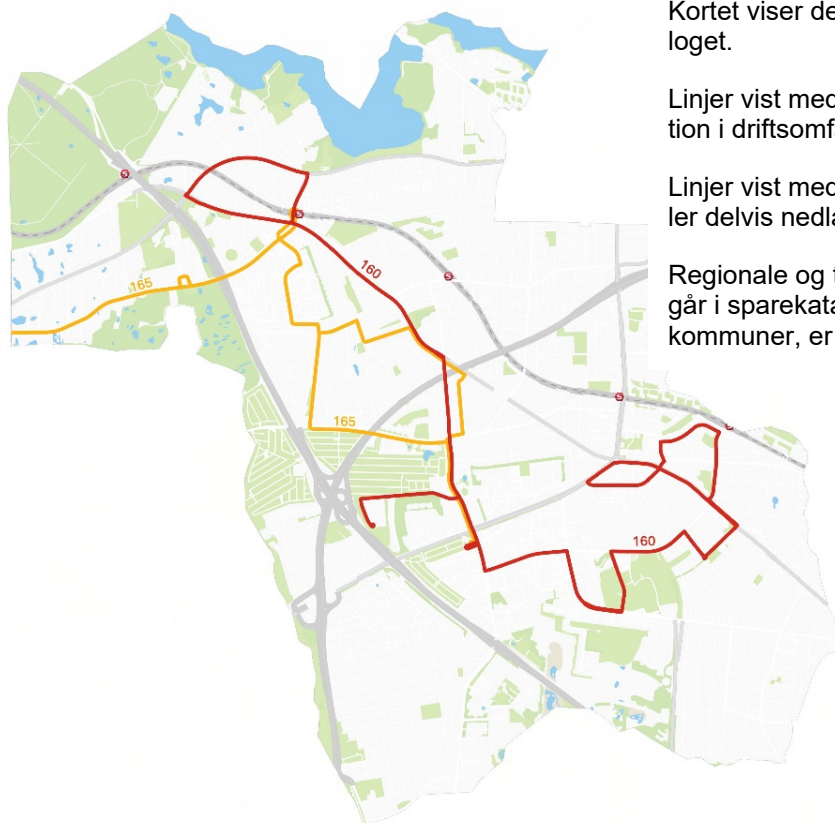 Kortet viser de
loget.
Linjer vist med
tion i driftsomf
Linjer vist med
ler delvis nedla
Regionale og t
går i sparekata
kommuner, er
160
165
165
160
S
S
S
S
S